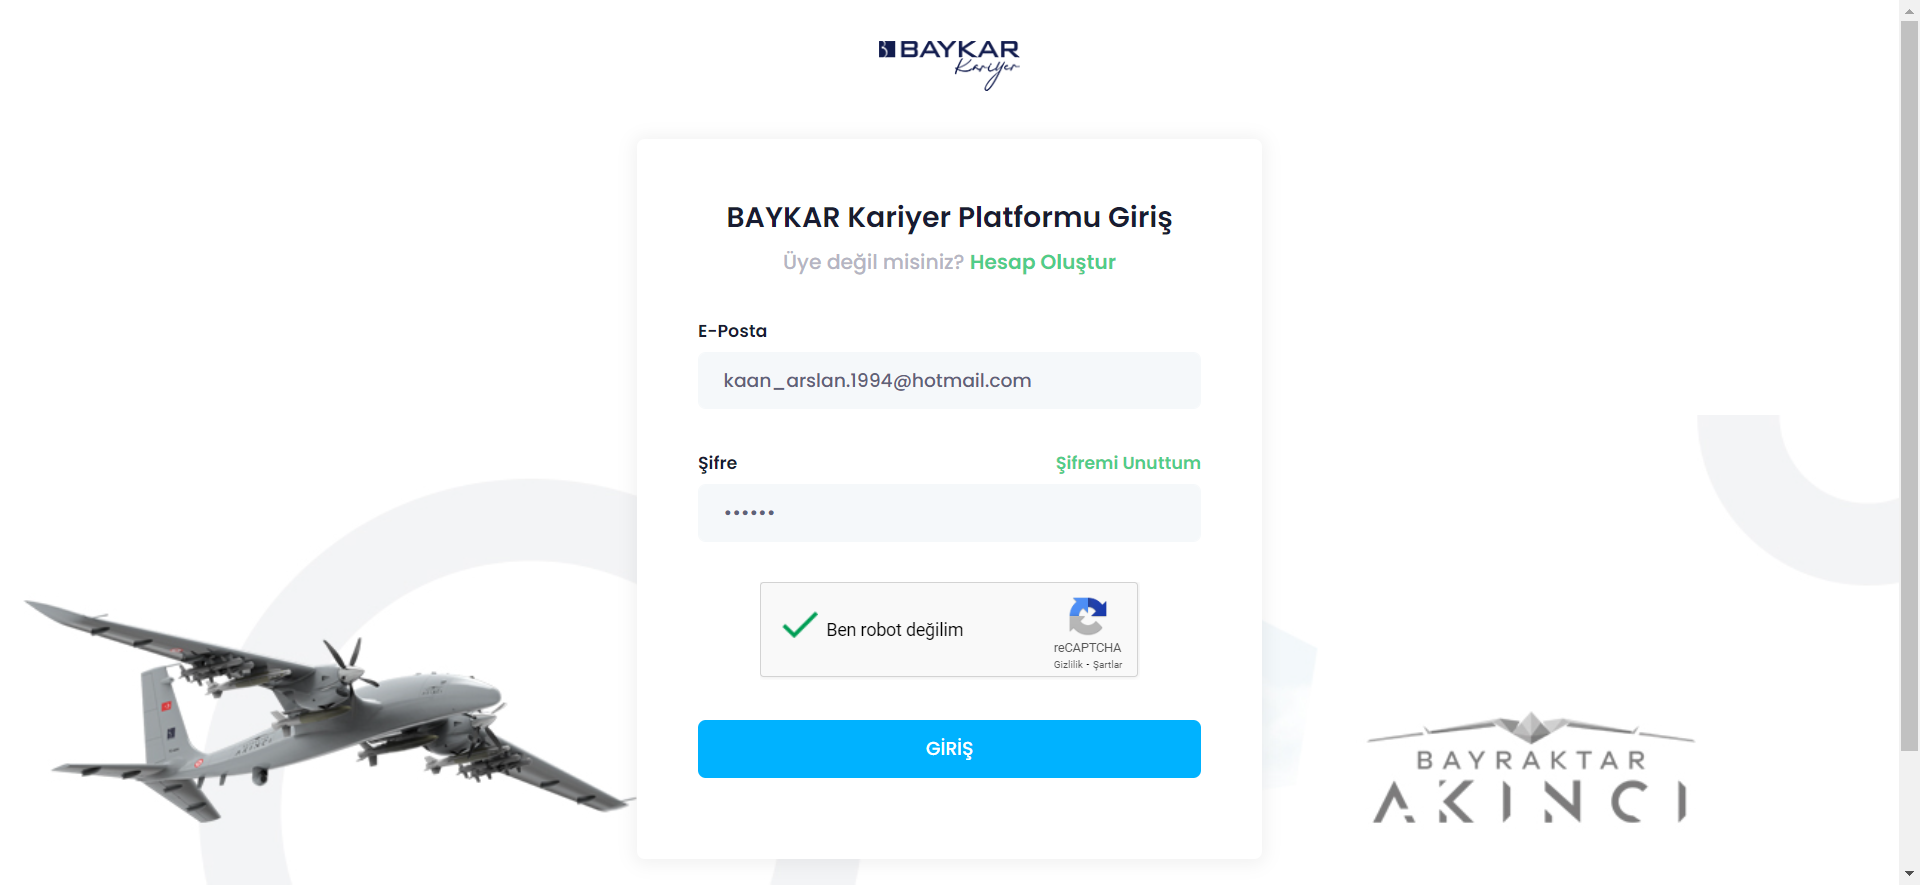 BAYKAR
Kariyer
BAYKAR Kariyer Platformu Giriş
Üye değil misiniz? Hesap Oluştur
E-Posta
kaan_arslan.1994@hotmail.com
Şifre
Şifremi Unuttum
••••••
Ben robot değilim
reCAPTCHA
Gizlilik - Şartlar
GİRİŞ
AKINCI
BAYRAKTAR
AKINCI